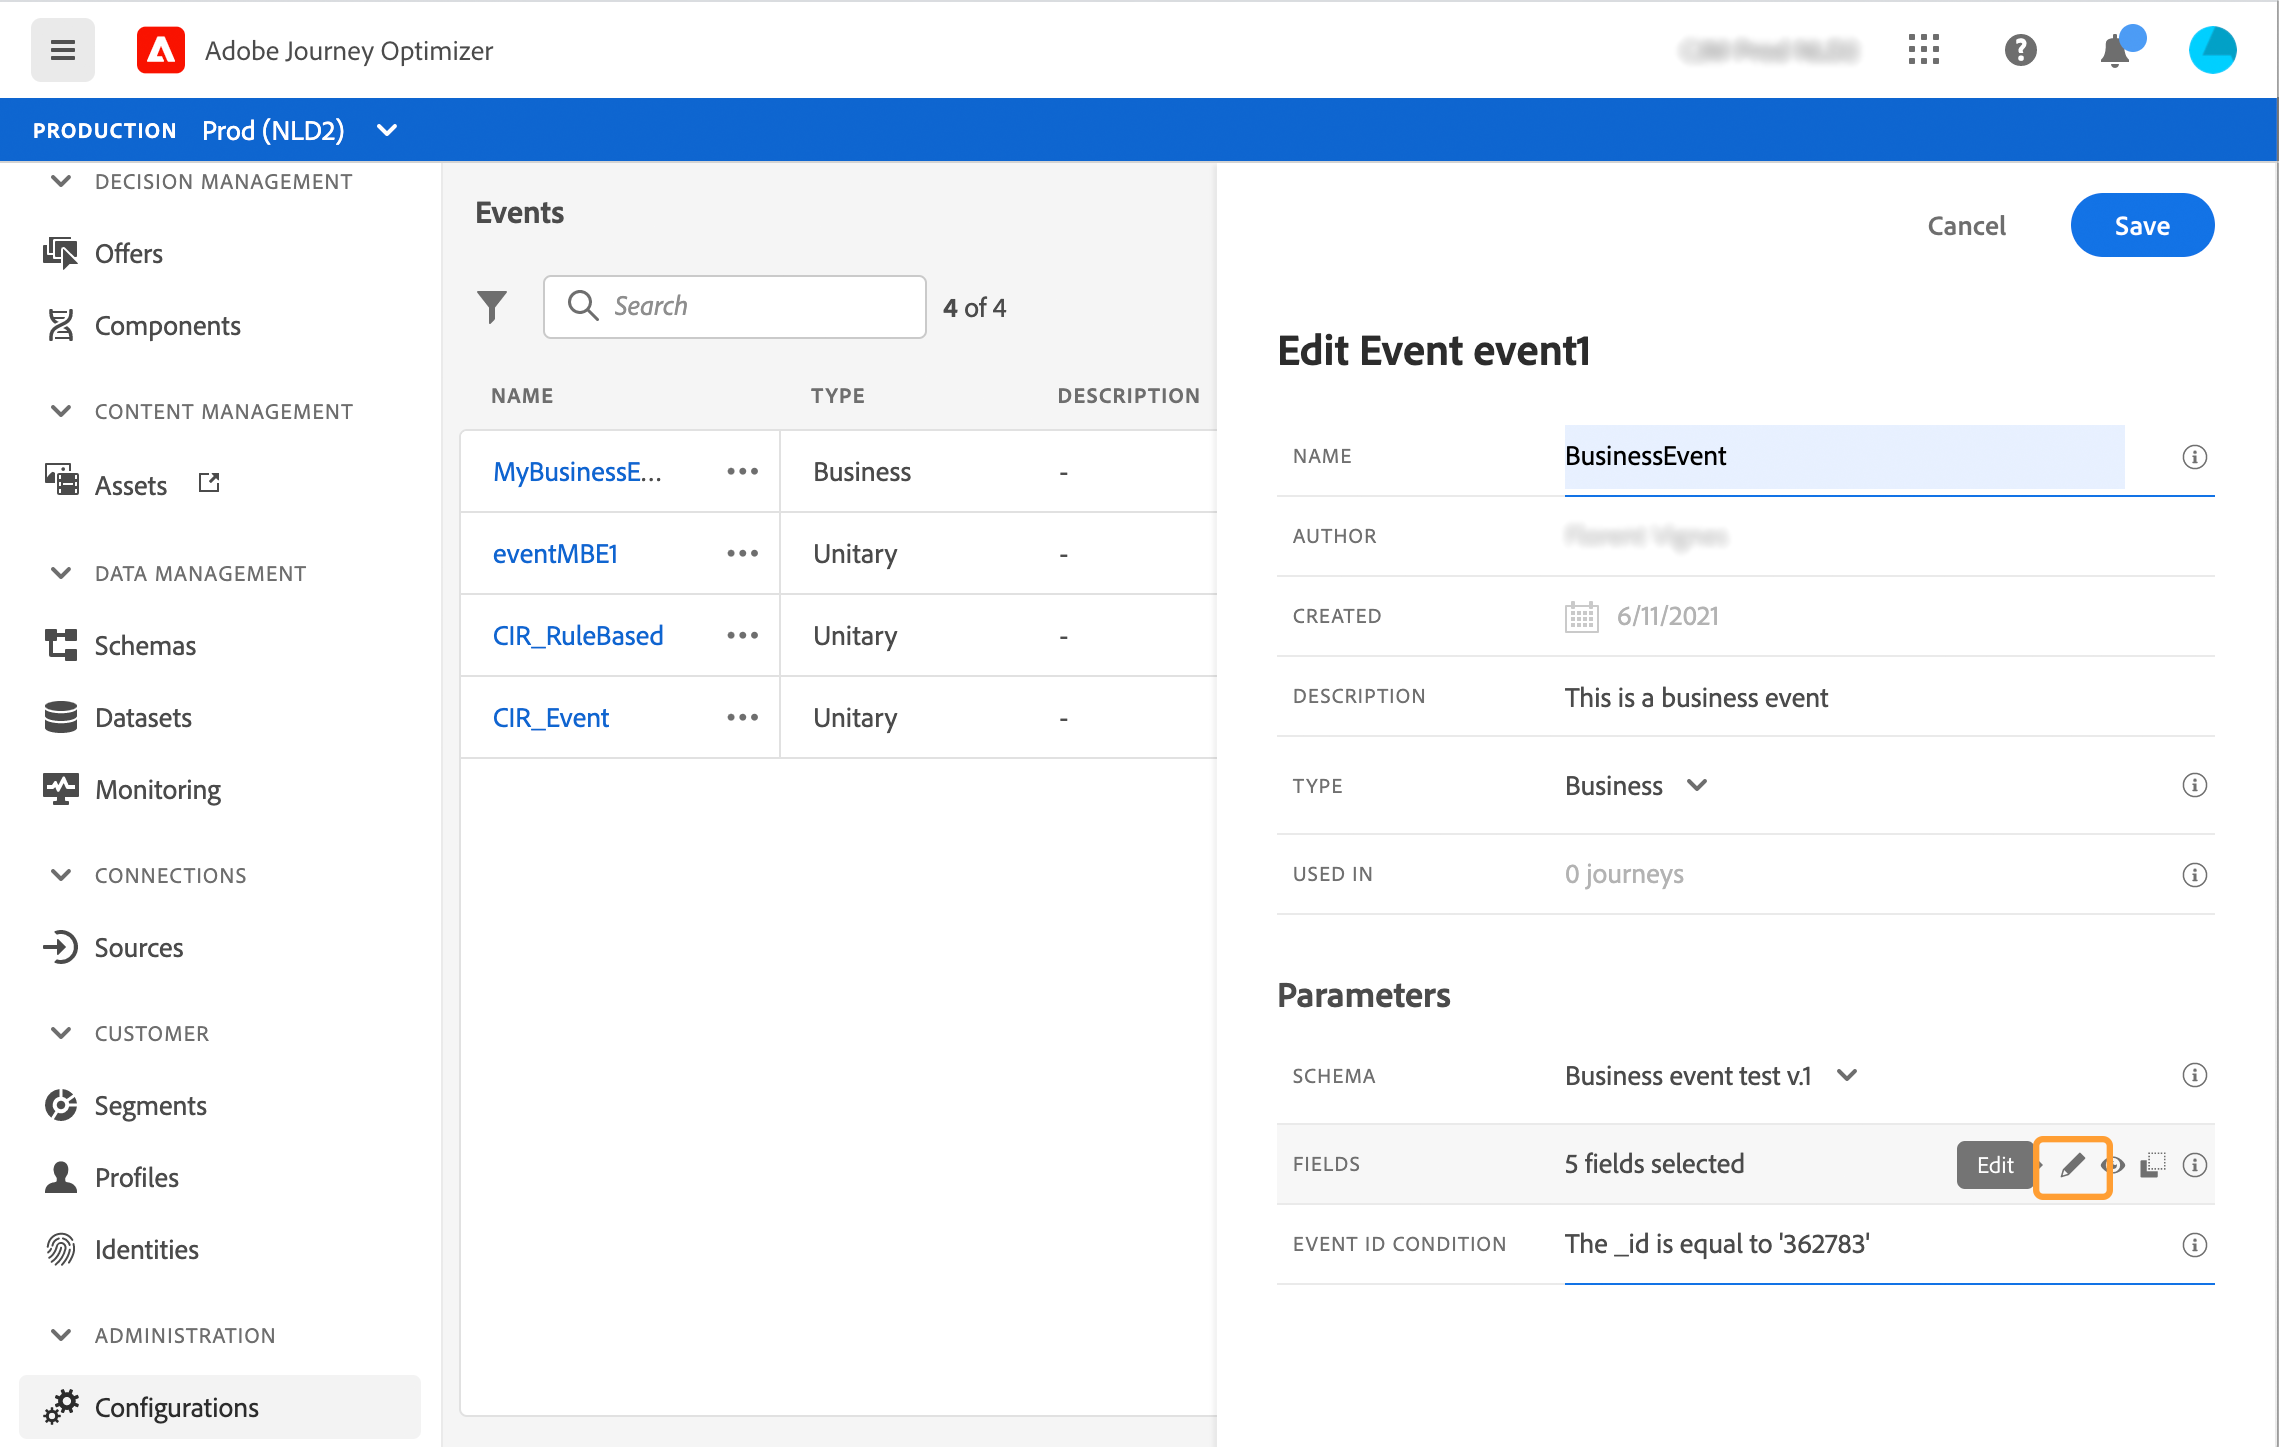 Adobe Journey Optimizer
PRODUCTION Prod (NLD2)
DECISION MANAGEMENT
Offers
Components
CONTENT MANAGEMENT
Assets
DATA MANAGEMENT
Schemas
Datasets
Monitoring
CONNECTIONS
Sources
CUSTOMER
Segments
Profiles
Identities
ADMINISTRATION
Configurations
Events
Search
4 of 4
NAME TYPE DESCRIPTION
MyBusinessE... Business -
eventMBE1 Unitary -
CIR_RuleBased Unitary -
CIR_Event Unitary -
Cancel Save
Edit Event event1
NAME BusinessEvent
AUTHOR
CREATED 6/11/2021
DESCRIPTION This is a business event
TYPE Business
USED IN 0 journeys
Parameters
SCHEMA Business event test v.1
FIELDS 5 fields selected Edit
EVENT ID CONDITION The _id is equal to '362783'